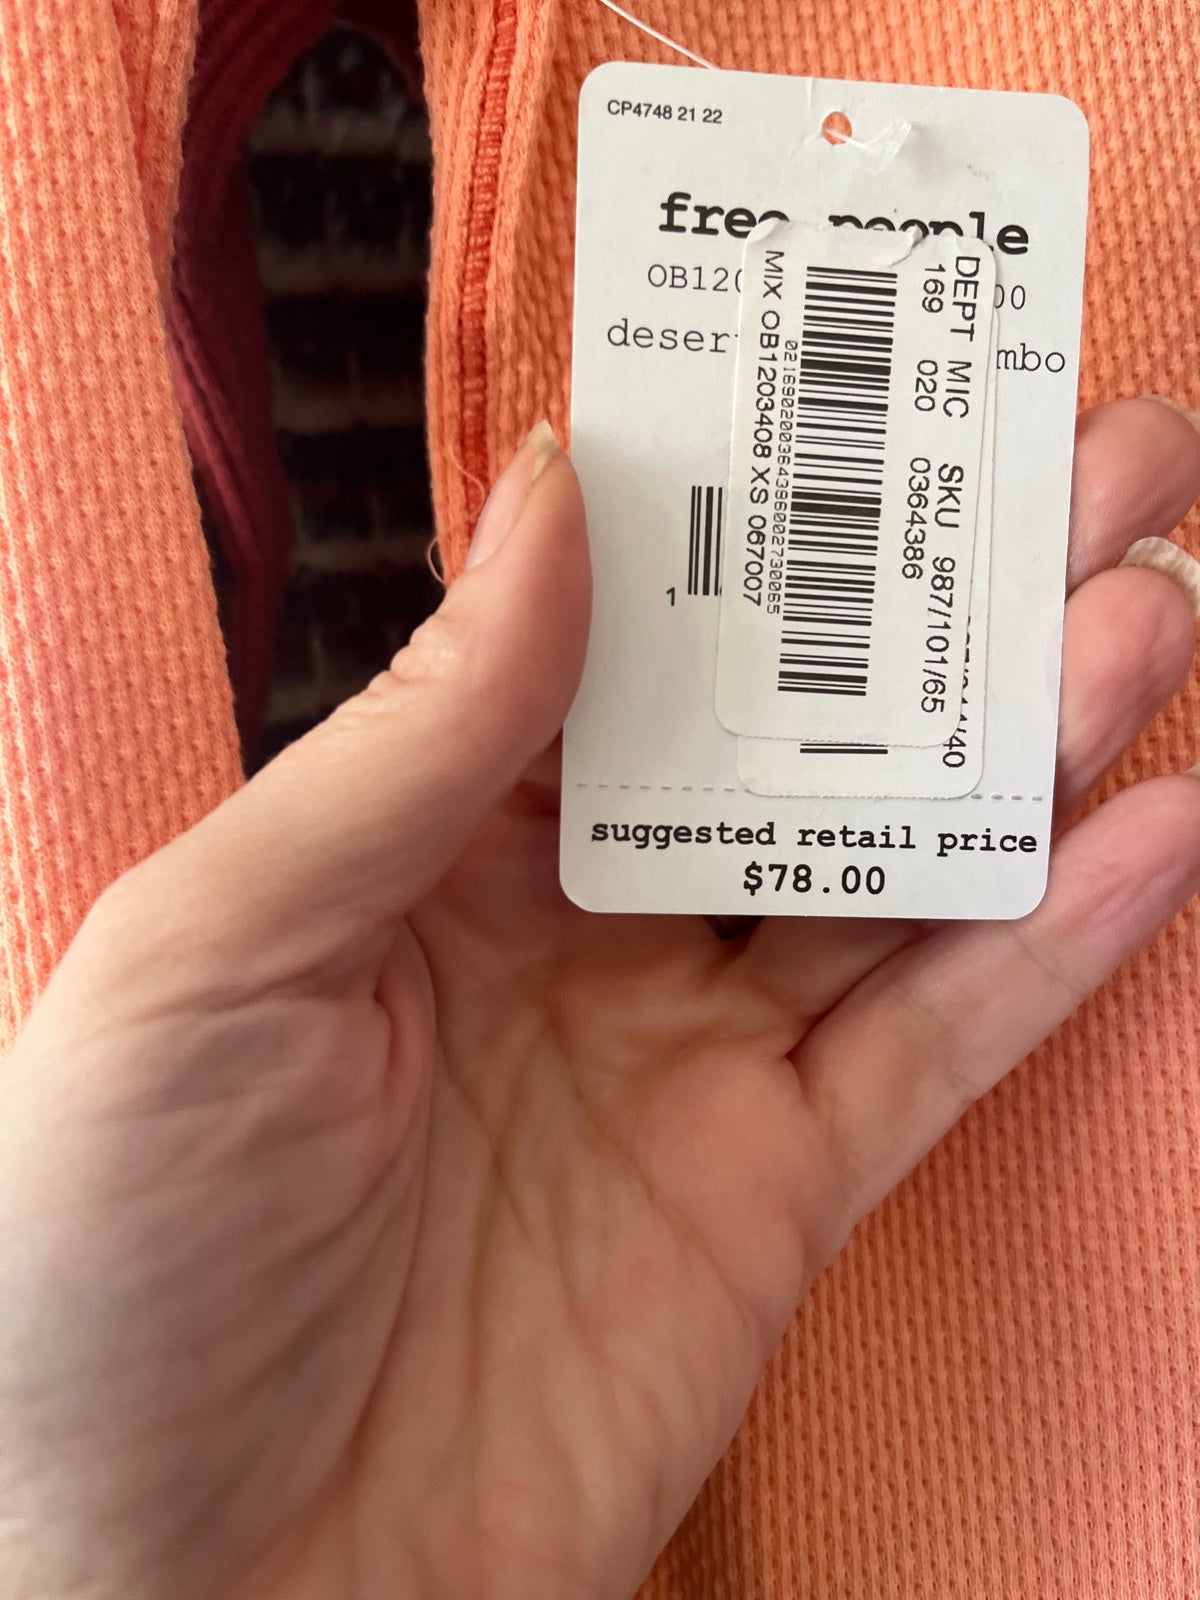 CP4748 21 22
free people
OB120
00
deser
mbo
1
DEPT MIC SKU 987/101/65
169 020 0364386
021690200364386002730065
MIX OB1203408 XS 067007
40
suggested retail price
$78.00